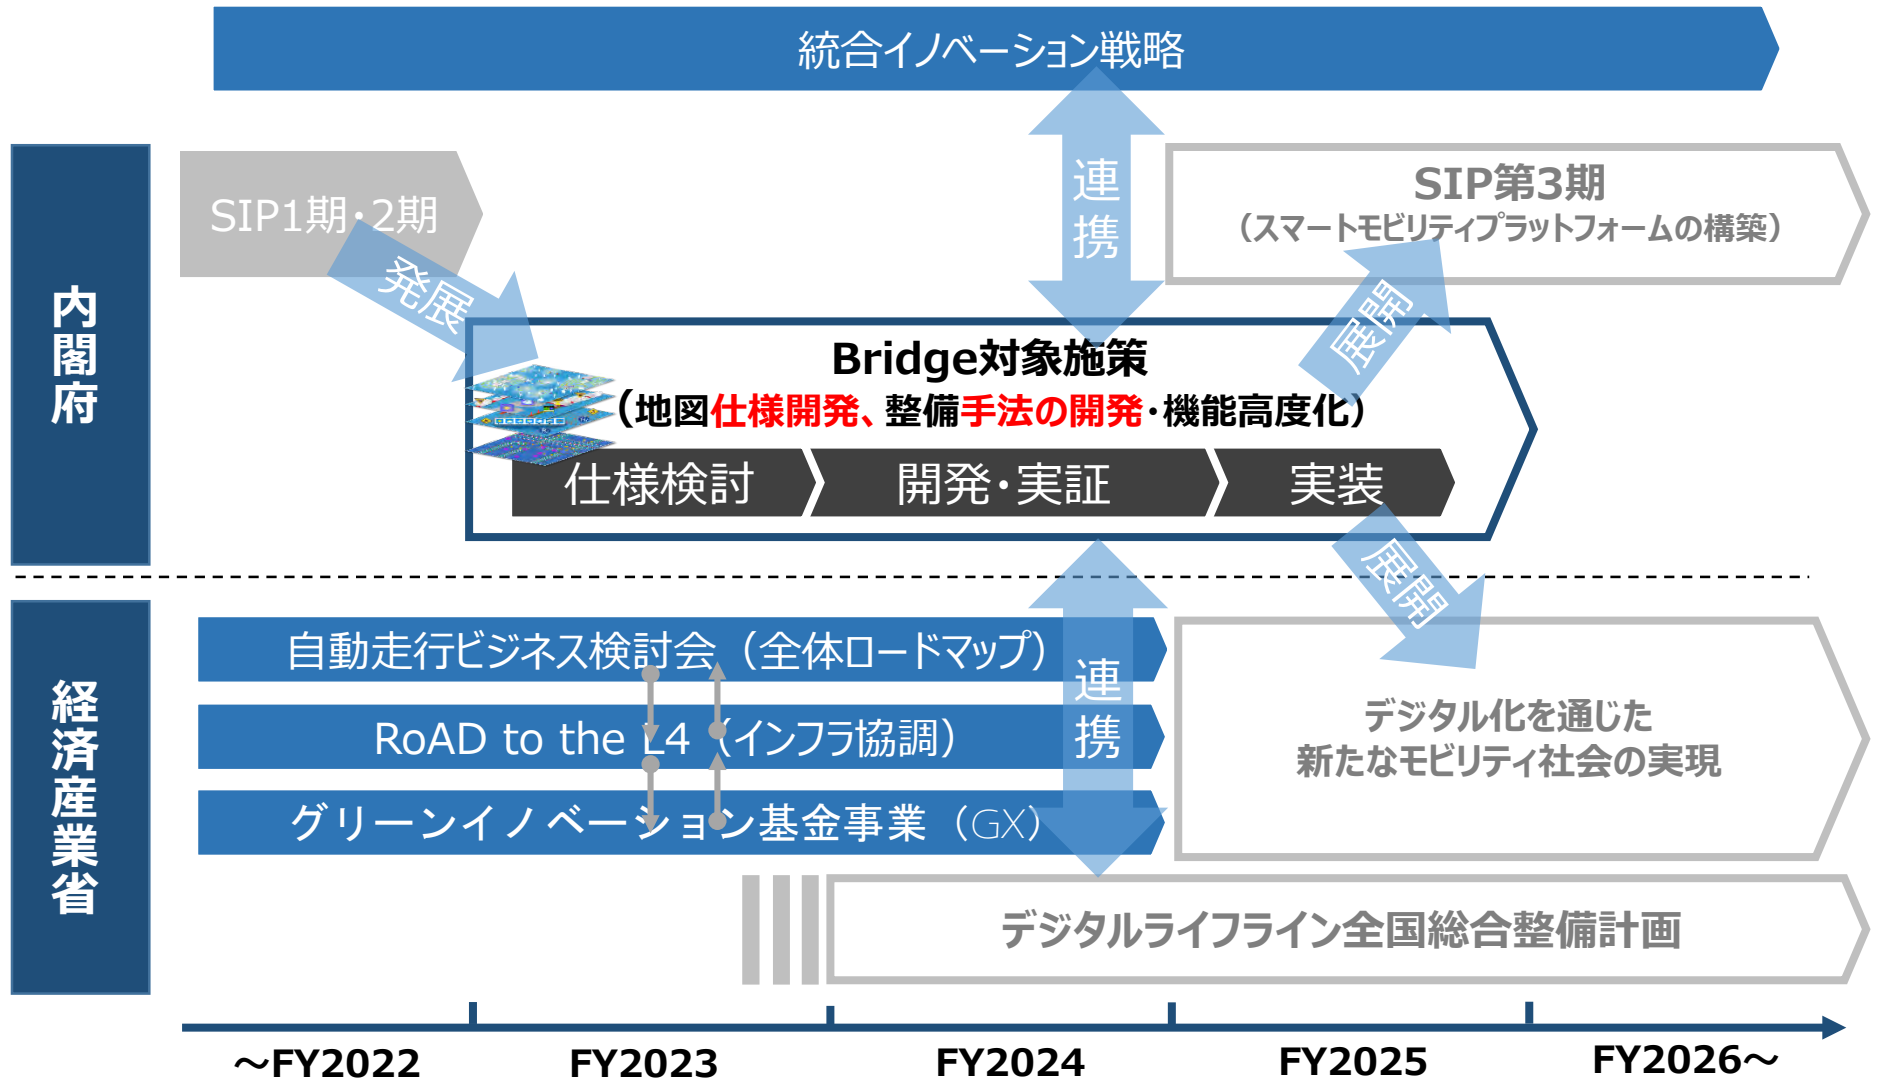 統合イノベーション戦略
内閣府
SIP1期・2期
発展
連携
SIP第3期
（スマートモビリティプラットフォームの構築）
展開
Bridge対象施策
（地図仕様開発、整備手法の開発・機能高度化）
仕様検討
開発・実証
実装
展開
経済産業省
自動走行ビジネス検討会（全体ロードマップ）
RoAD to the L4（インフラ協調）
グリーンイノベーション基金事業（GX）
連携
デジタル化を通じた
新たなモビリティ社会の実現
デジタルライフライン全国総合整備計画
～FY2022
FY2023
FY2024
FY2025
FY2026～